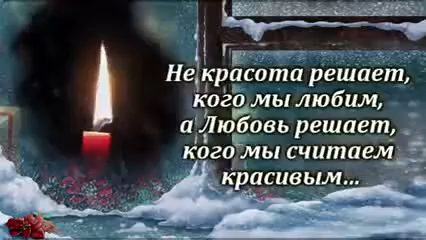 Не красота решает,
кого мы любим,
а Любовь решает,
кого мы считаем
красивым...